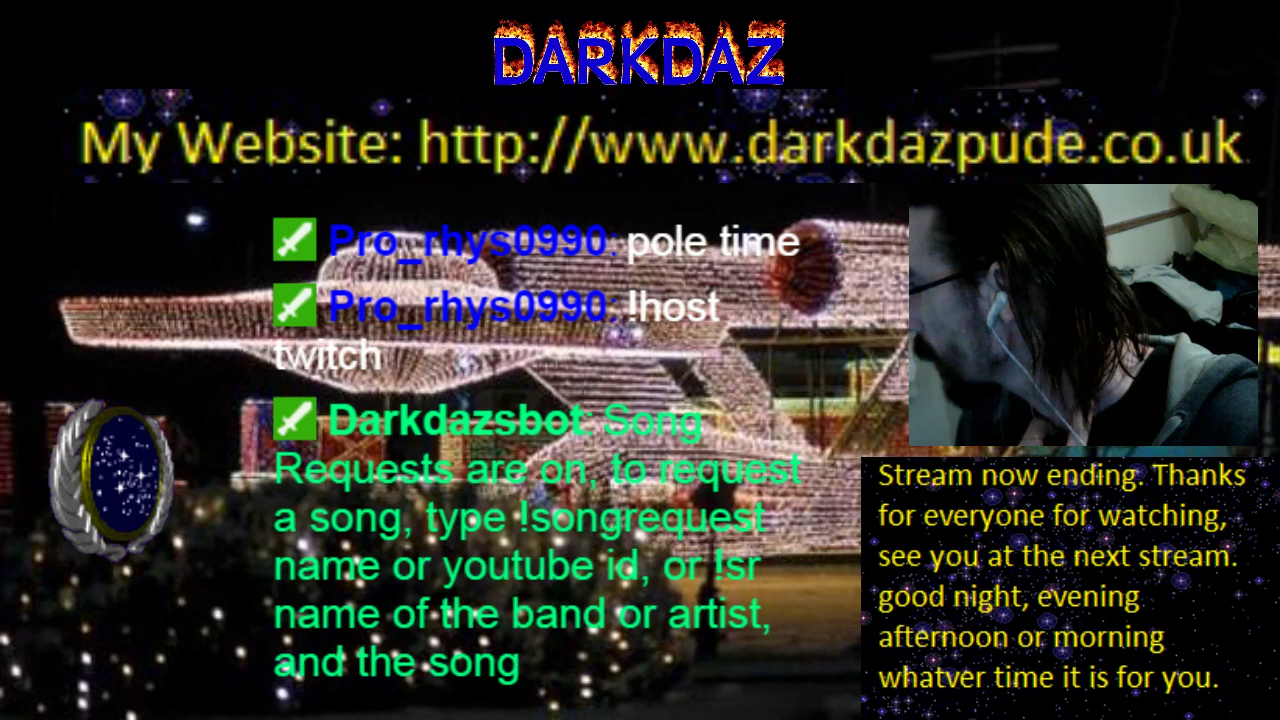 DARKDAZ
My Website: http://www.darkdazpude.co.uk
Pro_rhys0990: pole time
Pro_rhys0990: !host
twitch
Darkdazsbot: Song
Requests are on, to request
a song, type !songrequest
name or youtube id, or !sr
name of the band or artist,
and the song
Stream now ending. Thanks
for everyone for watching,
see you at the next stream.
good night, evening
afternoon or morning
whatver time it is for you.